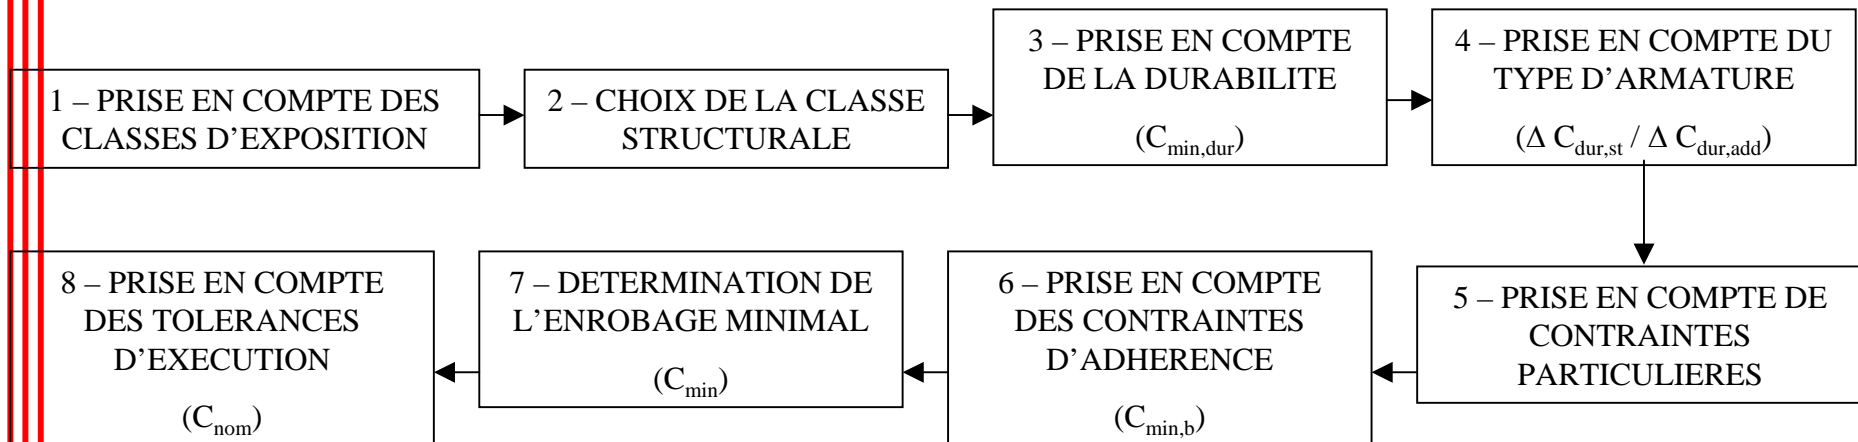 1 – PRISE EN COMPTE DES
CLASSES D’EXPOSITION
2 – CHOIX DE LA CLASSE
STRUCTURALE
3 – PRISE EN COMPTE
DE LA DURABILITE
(C_min,dur)
4 – PRISE EN COMPTE DU
TYPE D’ARMATURE
(Δ C_dur,st / Δ C_dur,add)
5 – PRISE EN COMPTE DE
CONTRAINTES
PARTICULIERES
6 – PRISE EN COMPTE
DES CONTRAINTES
D’ADHERENCE
(C_min,b)
7 – DETERMINATION DE
L’ENROBAGE MINIMAL
(C_min)
8 – PRISE EN COMPTE
DES TOLERANCES
D’EXECUTION
(C_nom)